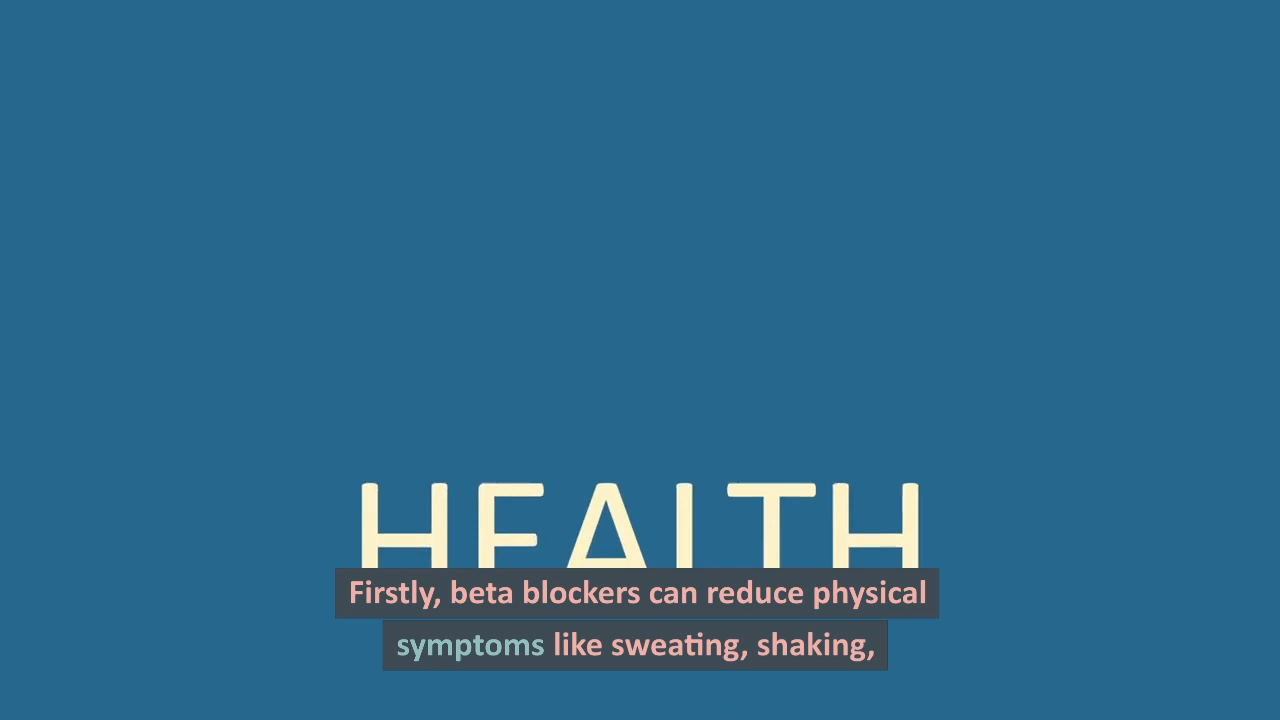 HEALTH
Firstly, beta blockers can reduce physical
symptoms like sweating, shaking,